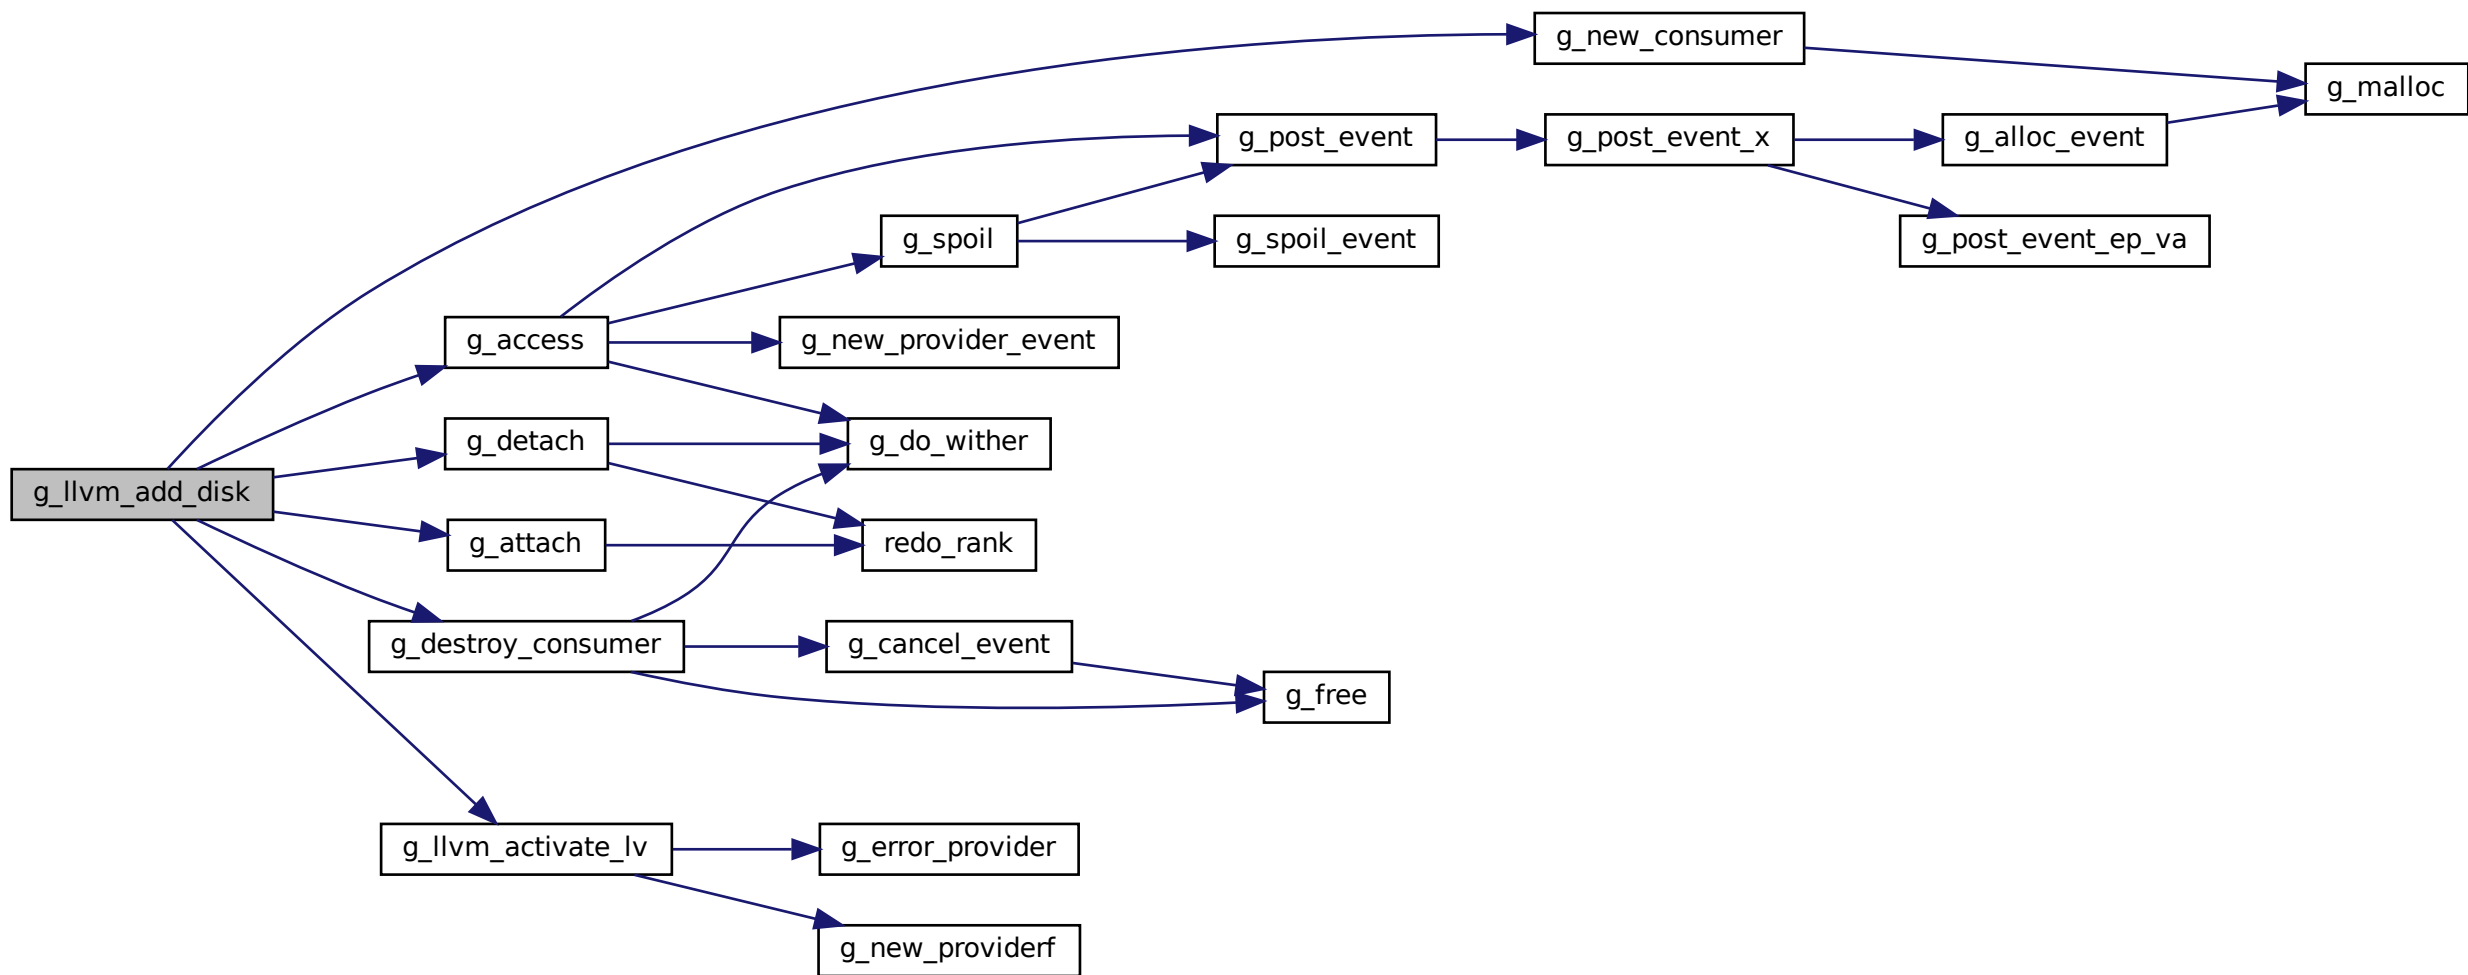 g_new_consumer
g_malloc
g_post_event
g_post_event_x
g_alloc_event
g_spoil
g_spoil_event
g_post_event_ep_va
g_access
g_new_provider_event
g_detach
g_do_wither
g_llvm_add_disk
g_attach
redo_rank
g_destroy_consumer
g_cancel_event
g_free
g_llvm_activate_lv
g_error_provider
g_new_providerf